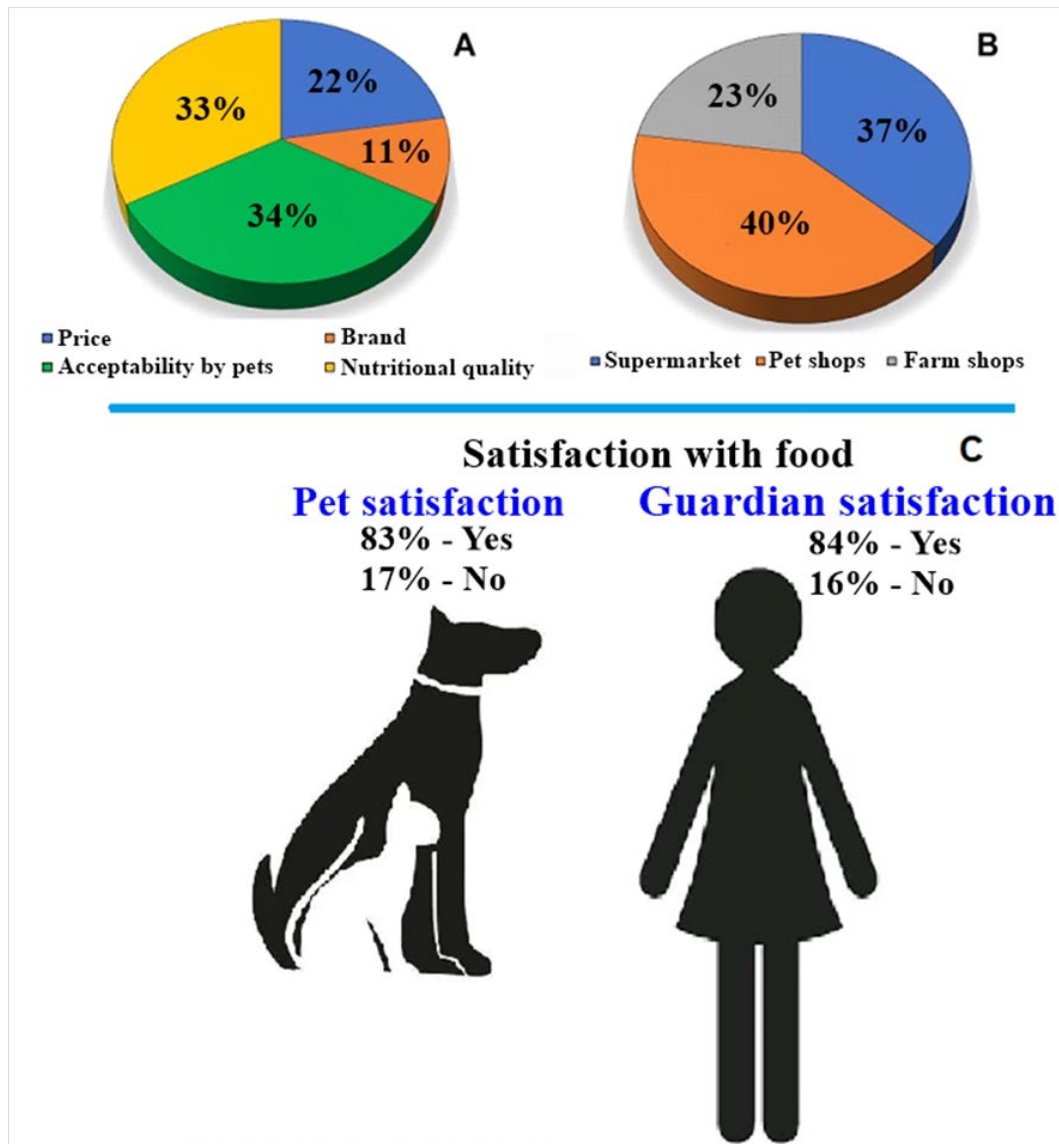 A
22%
33%
11%
34%
Price
Brand
Acceptability by pets
Nutritional quality
B
23%
37%
40%
Supermarket
Pet shops
Farm shops
Satisfaction with food
C
Pet satisfaction
83% - Yes
17% - No
Guardian satisfaction
84% - Yes
16% - No